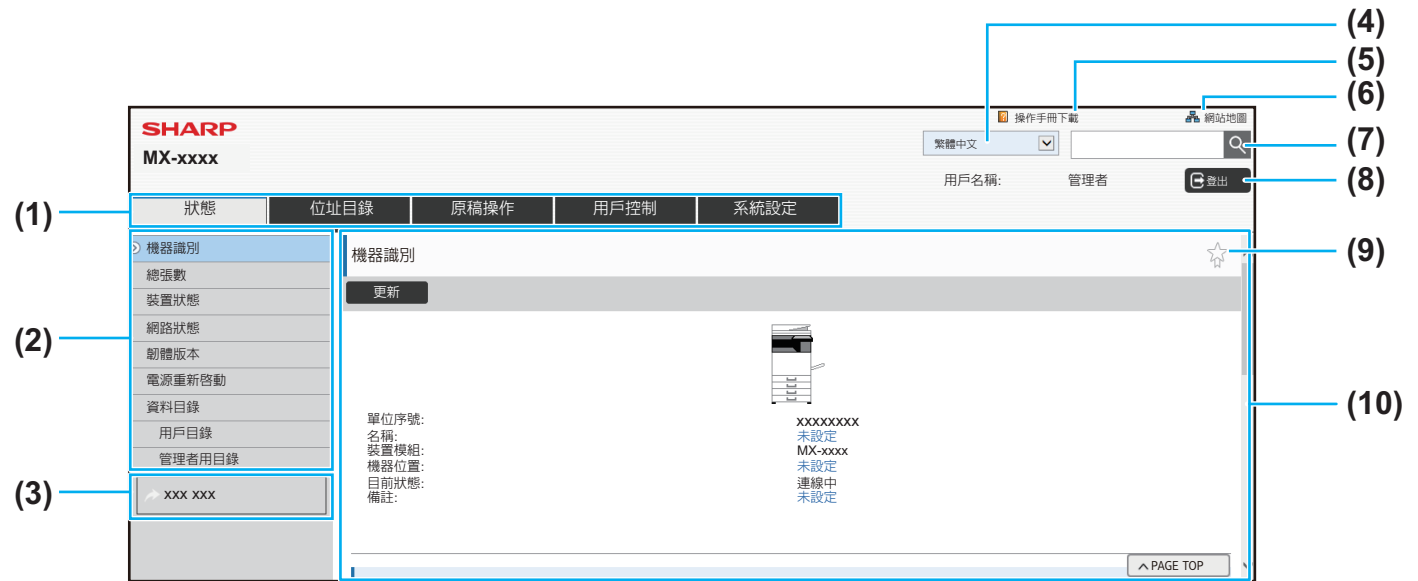 (4)
(5)
(6)
SHARP
操作手冊下載
網站地圖
MX-xxxx
繁體中文
(7)
用戶名稱:
管理者
登出
(8)
(1)
狀態
位址目錄
原稿操作
用戶控制
系統設定
機器識別
機器識別
(9)
總張數
更新
裝置狀態
(2)
網路狀態
韌體版本
電源重新啓動
資料目錄
(10)
用戶目錄
管理者用目錄
單位序號:
xxxxxxxx
名稱:
未設定
裝置模組:
MX-xxxx
機器位置:
未設定
目前狀態:
連線中
備註:
未設定
(3)
xxx xxx
PAGE TOP